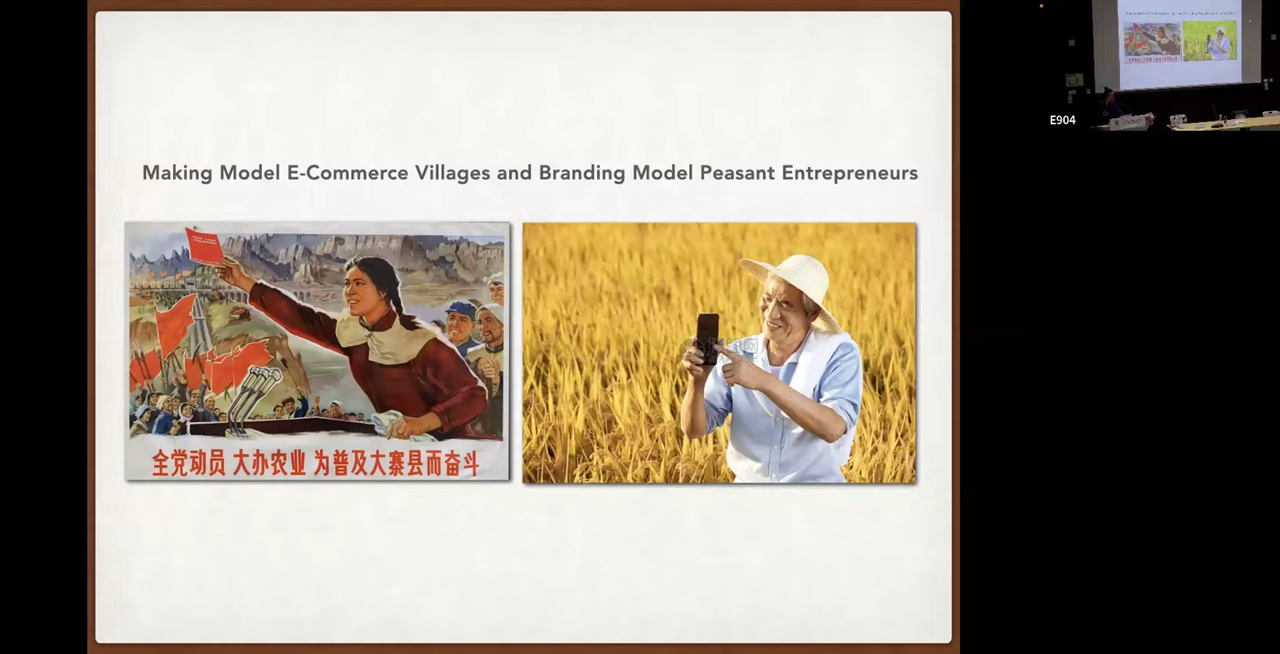 Making Model E-Commerce Villages and Branding Model Peasant Entrepreneurs
全党动员 大办农业 为普及大寨县而奋斗
E904